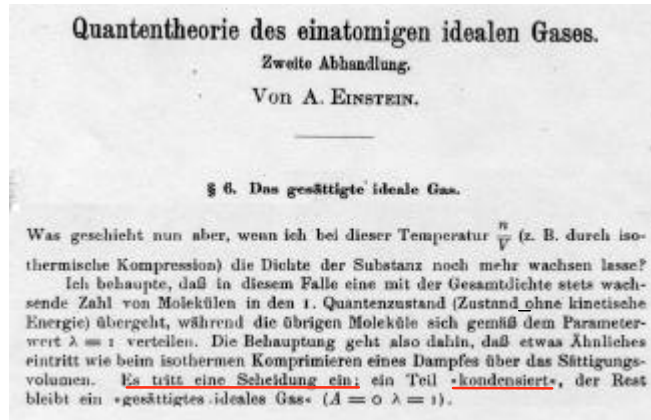 Quantentheorie des einatomigen idealen Gases.
Zweite Abhandlung.
Von A. Einstein.
§ 6. Das gesättigte ideale Gas.
Was geschieht nun aber, wenn ich bei dieser Temperatur n/V (z. B. durch iso-
thermische Kompression) die Dichte der Substanz noch mehr wachsen lasse?
Ich behaupte, daß in diesem Falle eine mit der Gesamtdichte stets wach-
sende Zahl von Molekülen in den 1. Quantenzustand (Zustand ohne kinetische
Energie) übergeht, während die übrigen Moleküle sich gemäß dem Parameter-
wert λ = 1 verteilen. Die Behauptung geht also dahin, daß etwas Ähnliches
eintritt wie beim isothermen Komprimieren eines Dampfes über das Sättigungs-
volumen. Es tritt eine Scheidung ein; ein Teil »kondensiert«, der Rest
bleibt ein »gesättigtes ideales Gas« (A = 0 λ = 1).